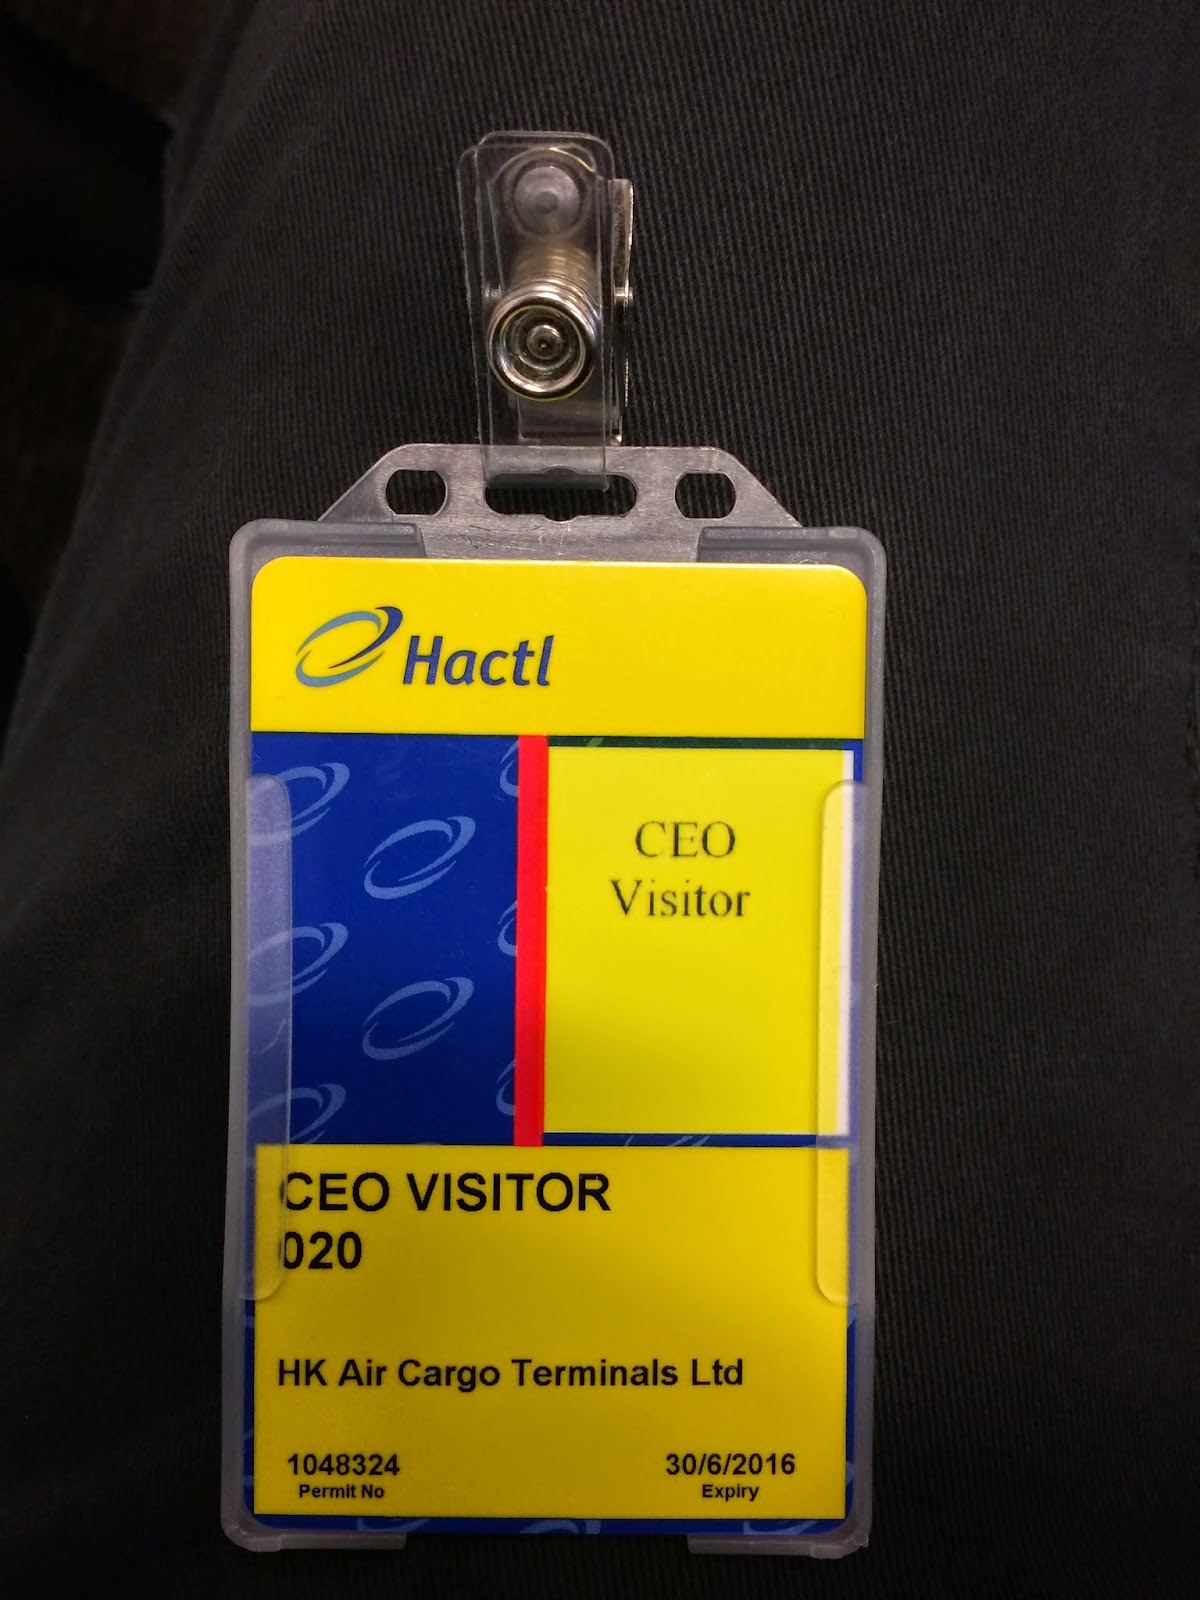 Hactl
CEO
Visitor
CEO VISITOR
020
HK Air Cargo Terminals Ltd
1048324
Permit No
30/6/2016
Expiry